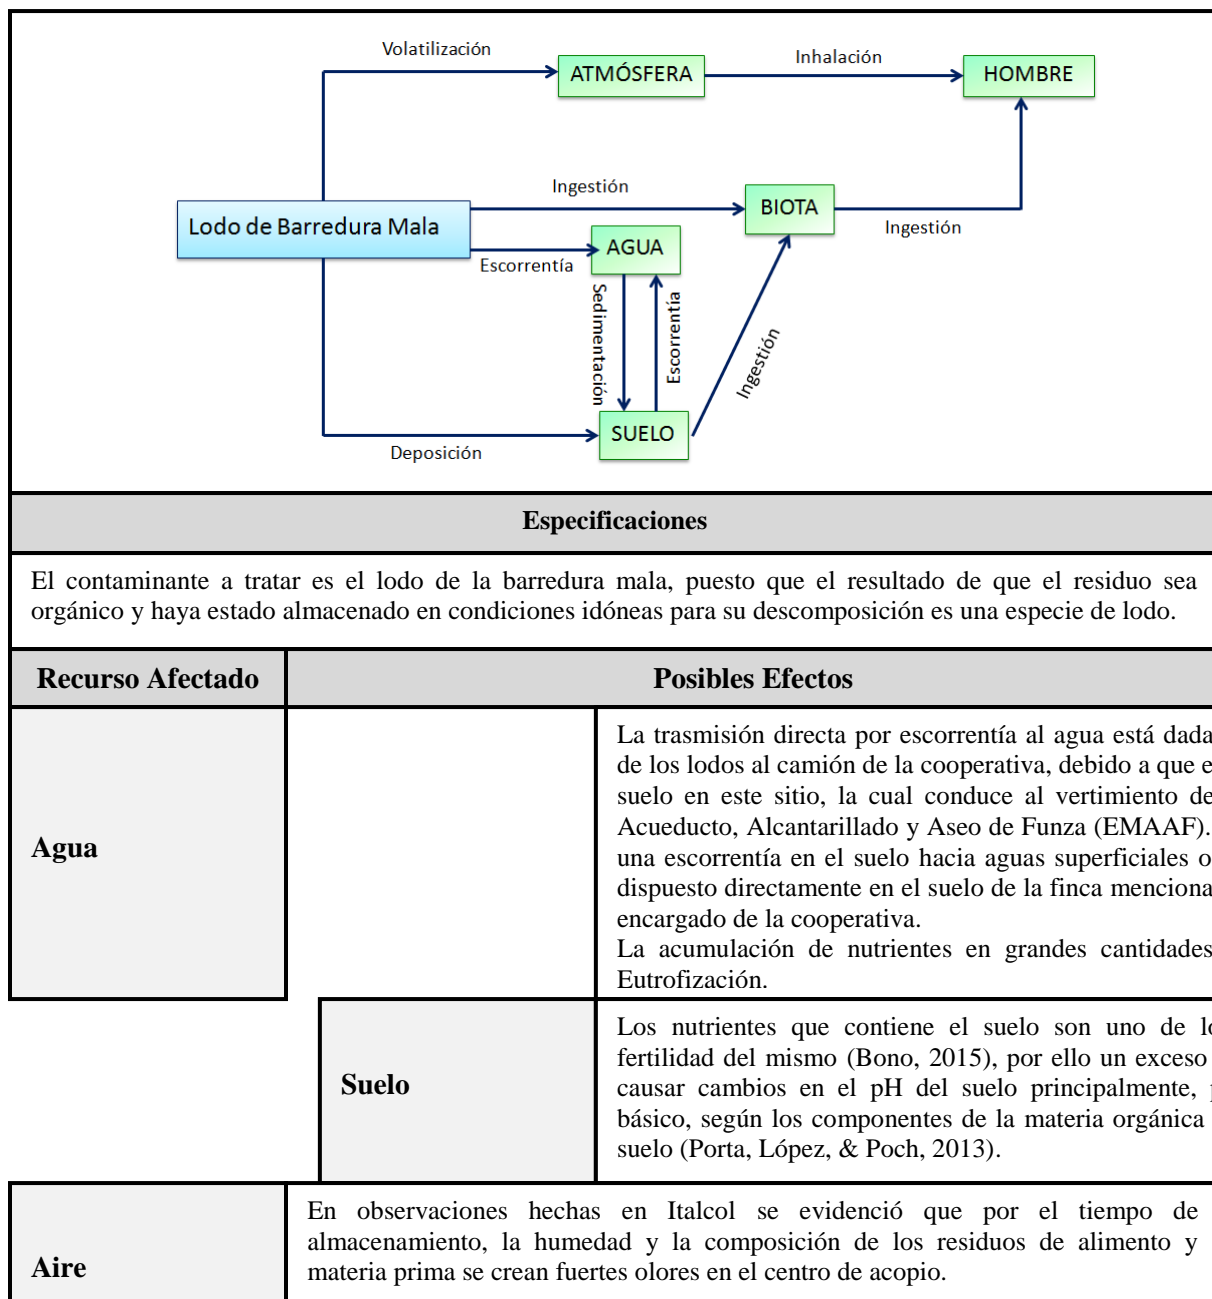 Volatilización
ATMÓSFERA
Inhalación
HOMBRE
Ingestión
BIOTA
Ingestión
Lodo de Barredura Mala
Escorrentía
AGUA
Sedimentación
Escorrentía
Ingestión
SUELO
Deposición
Especificaciones
El contaminante a tratar es el lodo de la barredura mala, puesto que el resultado de que el residuo sea
orgánico y haya estado almacenado en condiciones idóneas para su descomposición es una especie de lodo.
Recurso Afectado
Posibles Efectos
Agua
La trasmisión directa por escorrentía al agua está dada
de los lodos al camión de la cooperativa, debido a que
suelo en este sitio, la cual conduce al vertimiento de
Acueducto, Alcantarillado y Aseo de Funza (EMAAF).
una escorrentía en el suelo hacia aguas superficiales o
dispuesto directamente en el suelo de la finca
encargado de la cooperativa.
La acumulación de nutrientes en grandes cantidades
Eutrofización.
Suelo
Los nutrientes que contiene el suelo son uno de
fertilidad del mismo (Bono, 2015), por ello un exceso
causar cambios en el pH del suelo principalmente,
básico, según los componentes de la materia orgánica
suelo (Porta, López, & Poch, 2013).
Aire
En observaciones hechas en Italcol se evidenció que por el tiempo de
almacenamiento, la humedad y la composición de los residuos de alimento y
materia prima se crean fuertes olores en el centro de acopio.